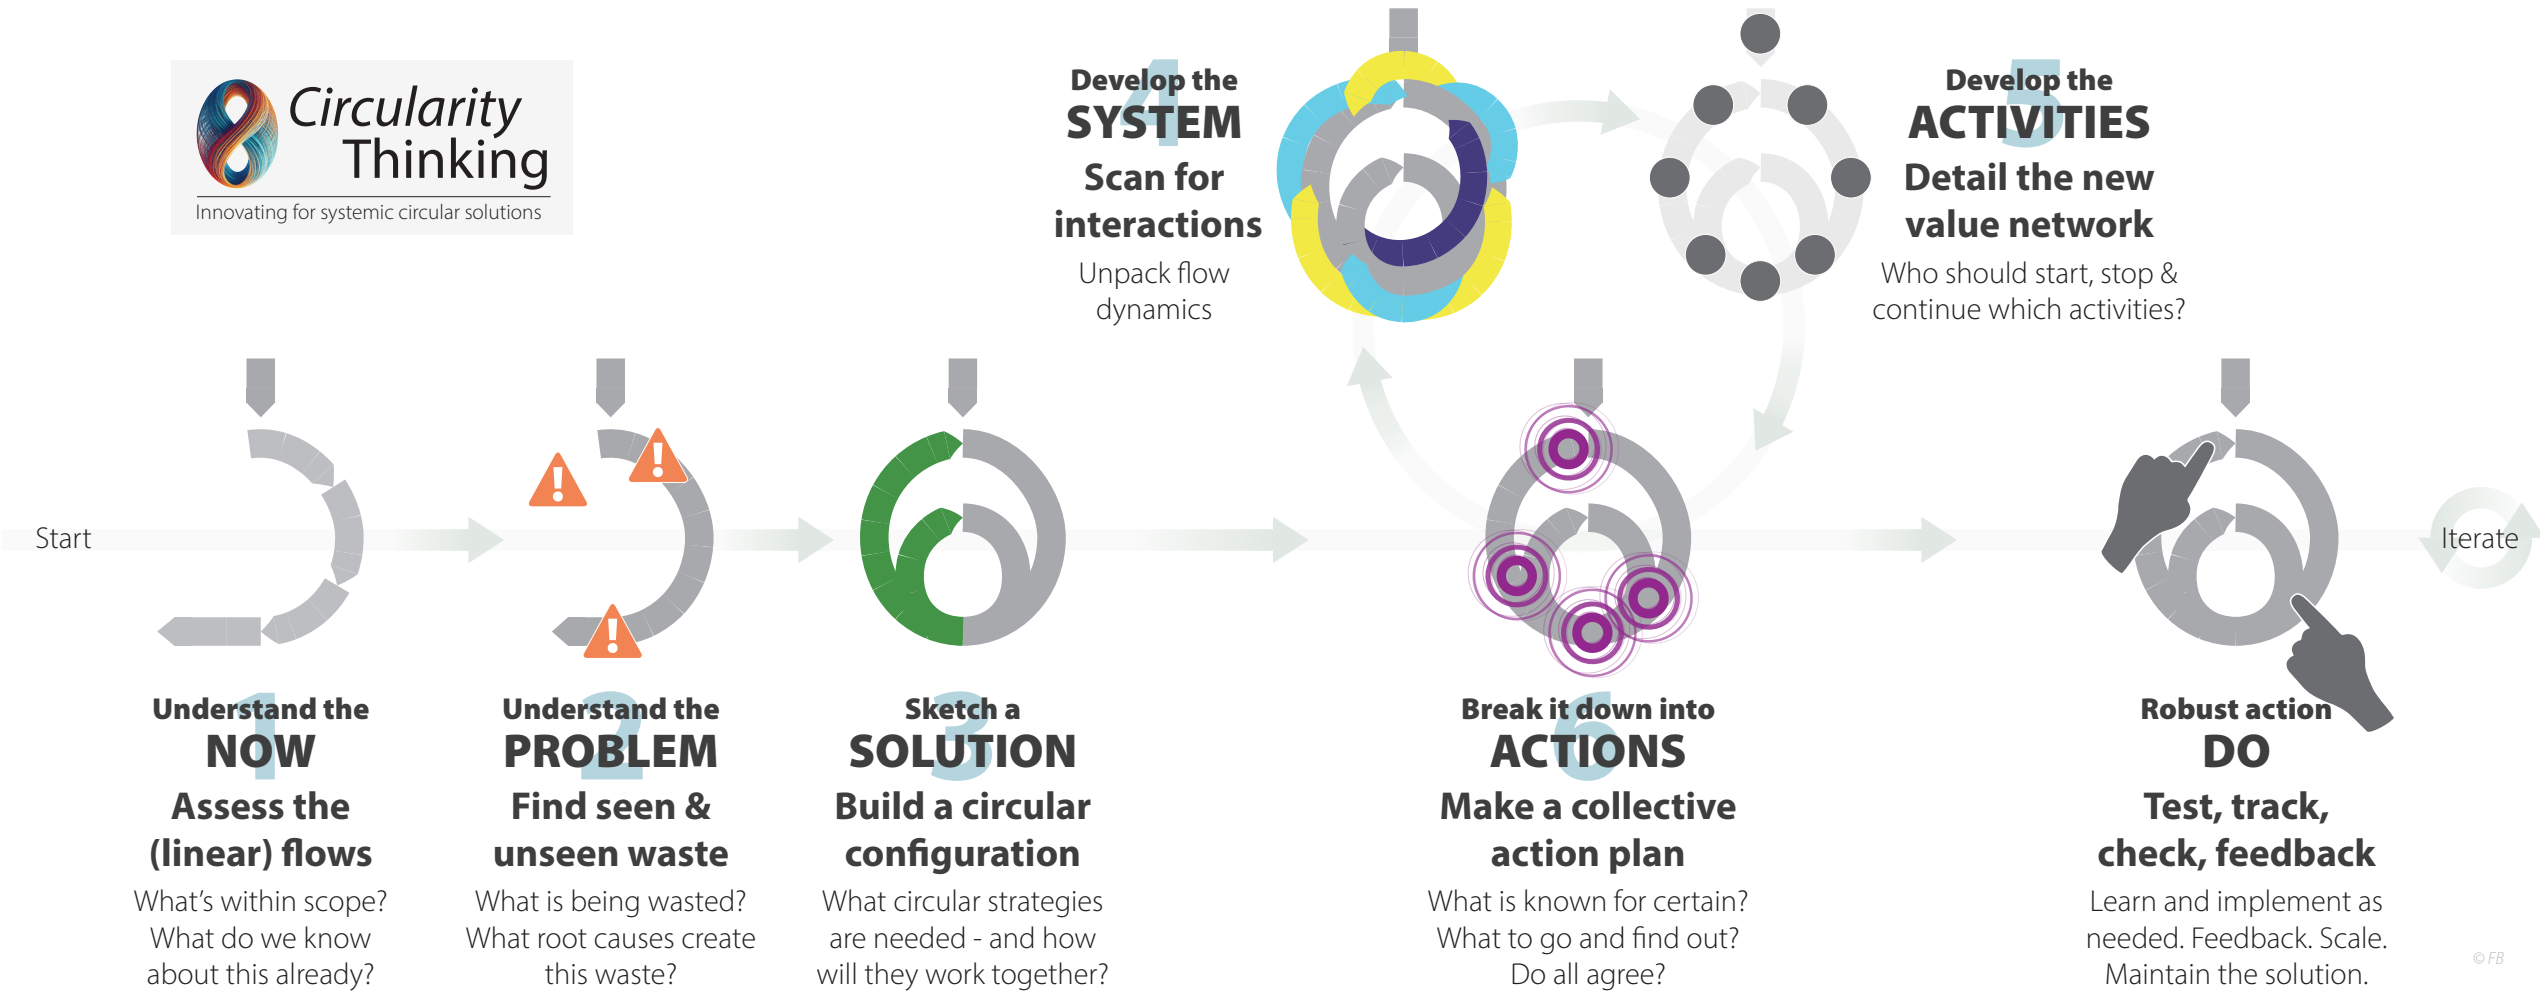 Circularity
Thinking
Innovating for systemic circular solutions
Start
1
Understand the
NOW
Assess the
(linear) flows
What's within scope?
What do we know
about this already?
2
Understand the
PROBLEM
Find seen &
unseen waste
What is being wasted?
What root causes create
this waste?
3
Sketch a
SOLUTION
Build a circular
configuration
What circular strategies
are needed - and how
will they work together?
4
Develop the
SYSTEM
Scan for
interactions
Unpack flow
dynamics
5
Develop the
ACTIVITIES
Detail the new
value network
Who should start, stop &
continue which activities?
6
Break it down into
ACTIONS
Make a collective
action plan
What is known for certain?
What to go and find out?
Do all agree?
Robust action
DO
Test, track,
check, feedback
Learn and implement as
needed. Feedback. Scale.
Maintain the solution.
Iterate
© FB